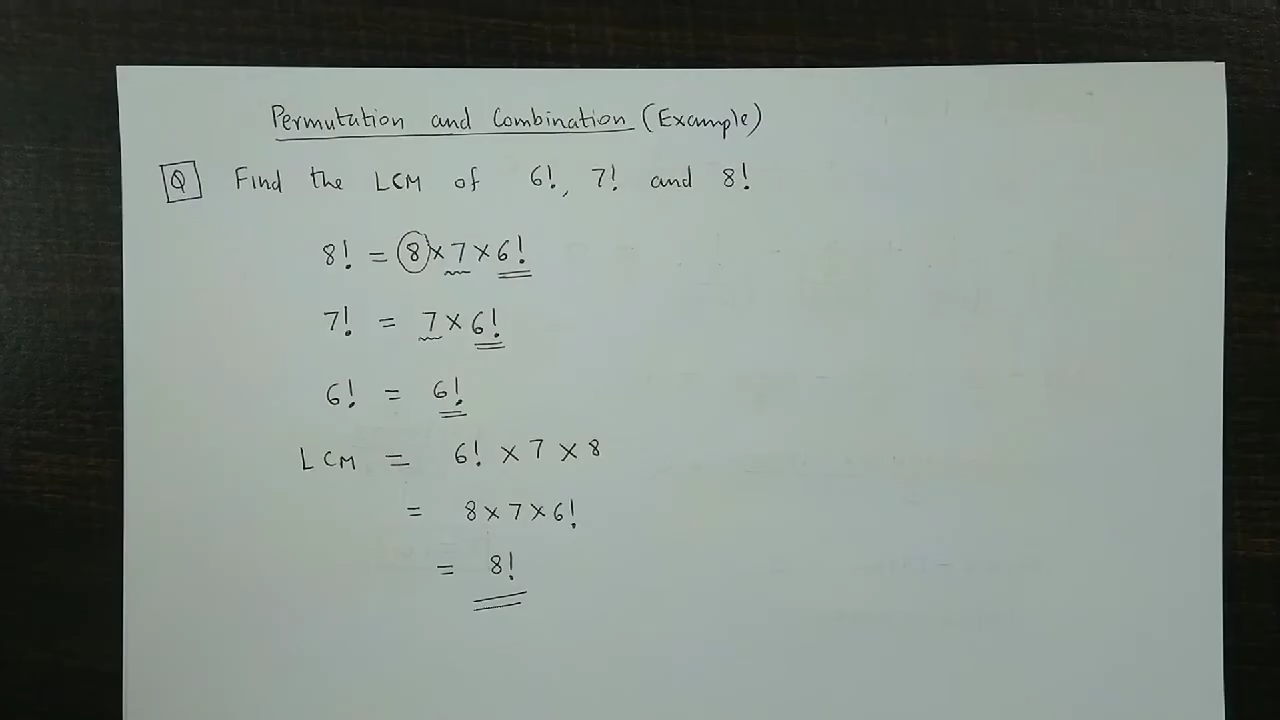 Permutation and Combination (Example)
Q Find the LCM of 6!, 7! and 8!
8! = 8 × 7 × 6!
7! = 7 × 6!
6! = 6!
LCM = 6! × 7 × 8
= 8 × 7 × 6!
= 8!